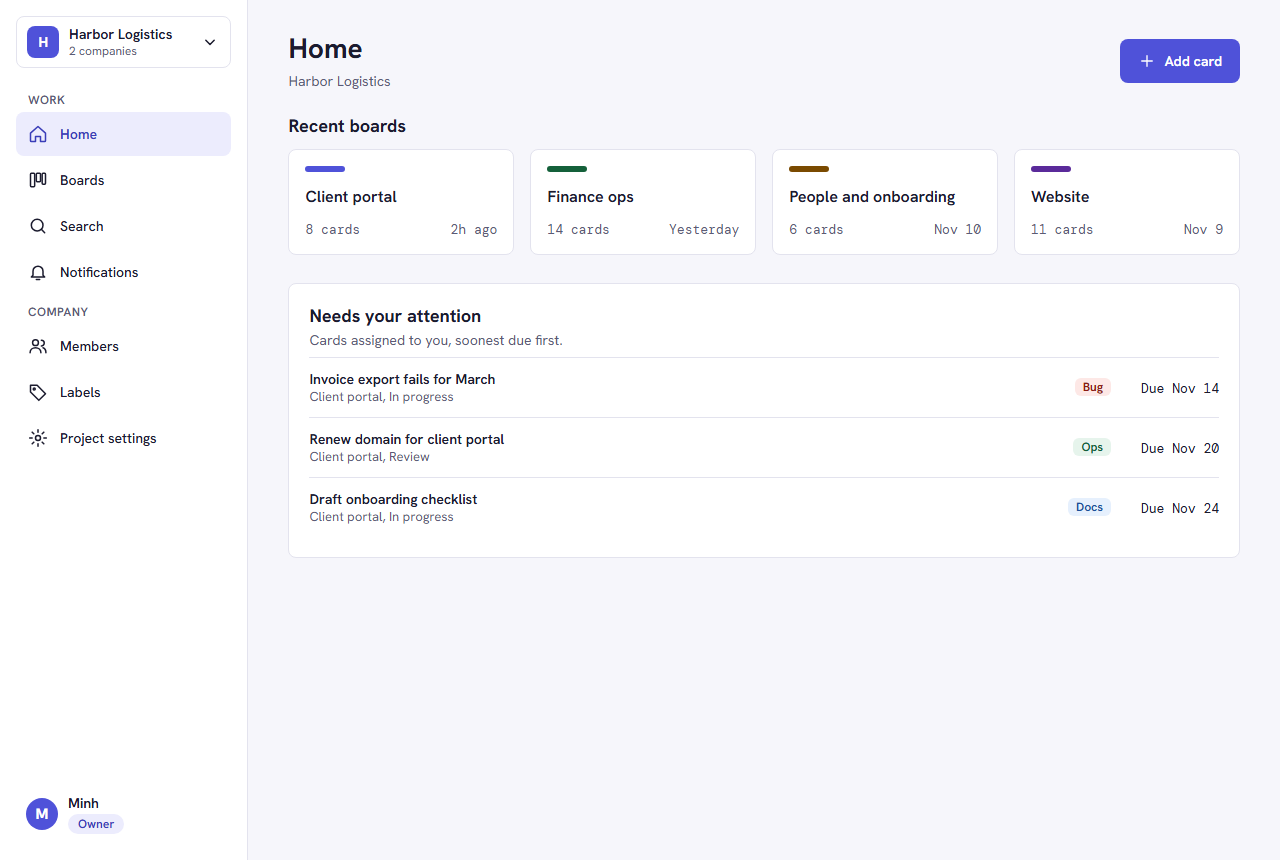 H
Harbor Logistics
2 companies
WORK
Home
Boards
Search
Notifications
COMPANY
Members
Labels
Project settings
M
Minh
Owner
Home
Harbor Logistics
Add card
Recent boards
Client portal
8 cards 2h ago
Finance ops
14 cards Yesterday
People and onboarding
6 cards Nov 10
Website
11 cards Nov 9
Needs your attention
Cards assigned to you, soonest due first.
Invoice export fails for March
Client portal, In progress
Bug Due Nov 14
Renew domain for client portal
Client portal, Review
Ops Due Nov 20
Draft onboarding checklist
Client portal, In progress
Docs Due Nov 24